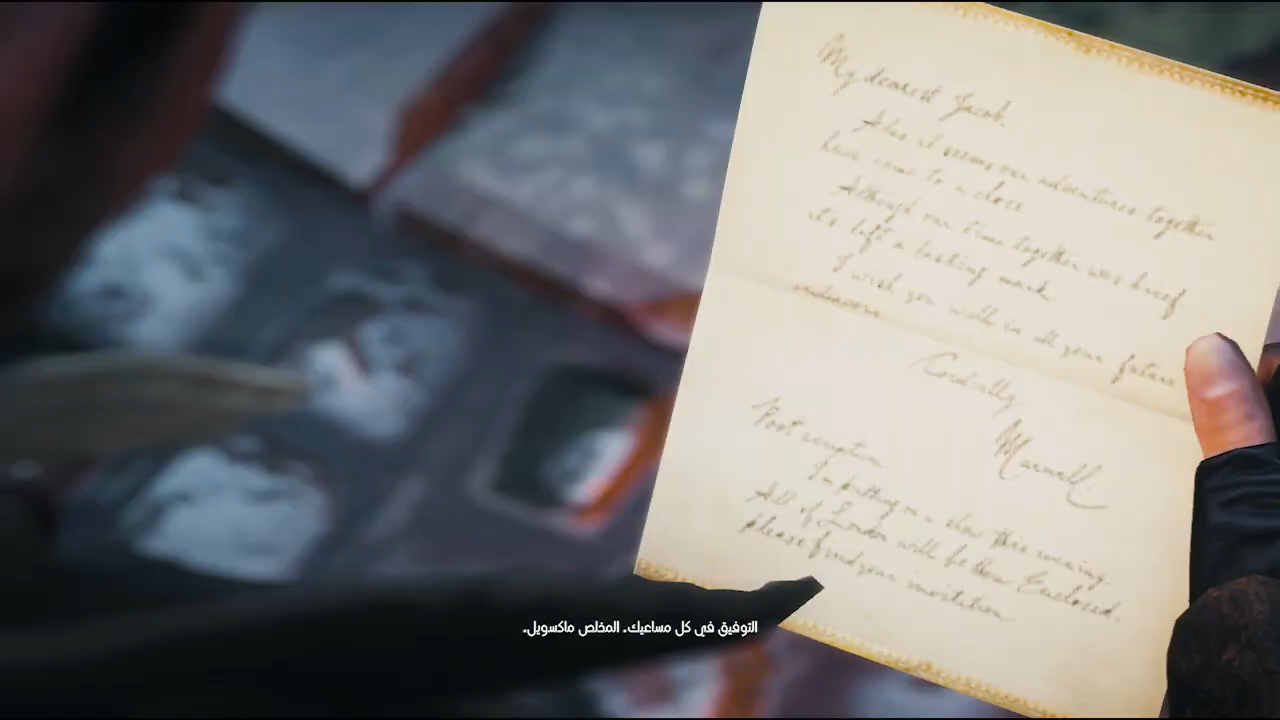 My dearest Jacob.
Alas it seems our adventures together
have come to a close
Although our time together was brief
it's left a lasting mark
I wish you well in all your future
endeavors
Cordially
Maxwell.
Post scriptum
I'm putting on a show this evening.
All of London will be there Enclosed.
please find your invitation
التوفيق في كل مساعيك. المخلص ماكسويل.